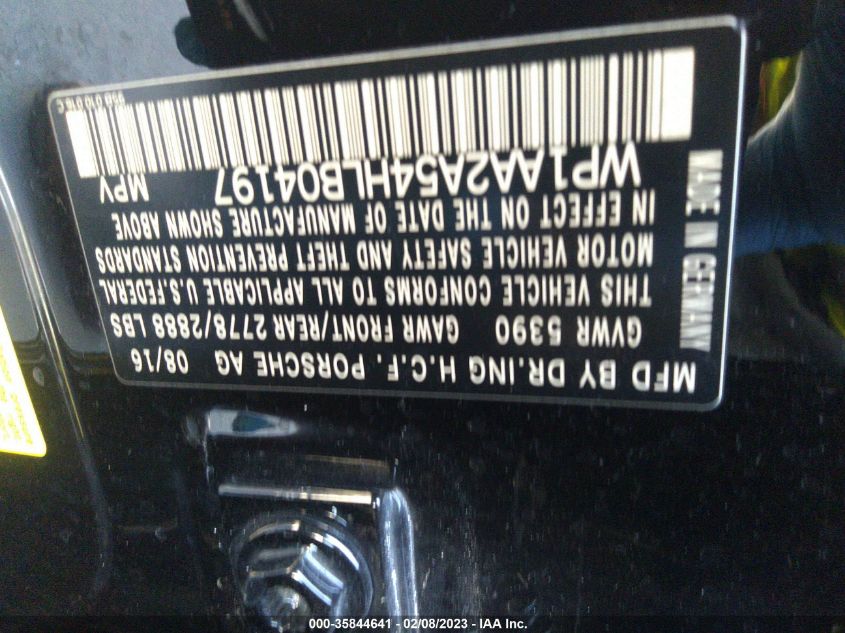 MFD BY DR.ING H.C.F. PORSCHE AG 08/16
GVWR 5390 GAWR FRONT/REAR 2778/2888 LBS
THIS VEHICLE CONFORMS TO ALL APPLICABLE U.S.FEDERAL
MOTOR VEHICLE SAFETY AND THEFT PREVENTION STANDARDS
IN EFFECT ON THE DATE OF MANUFACTURE SHOWN ABOVE
WP1AA2A54HLB04197 MPV
MADE IN GERMANY
000-35844641 - 02/08/2023 - IAA Inc.